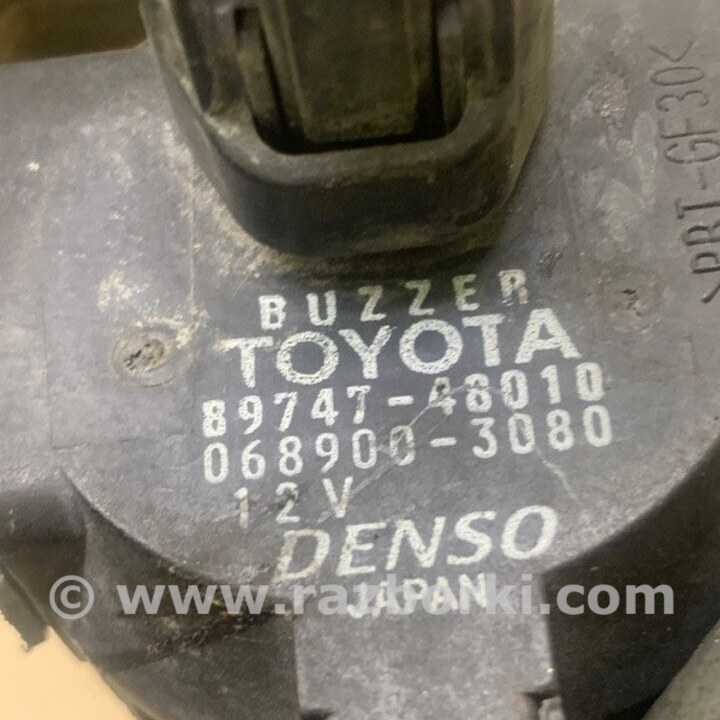 >PBT-GF30<
BUZZER
TOYOTA
89747-48010
068900-3080
12V
DENSO
JAPAN
© www.razborki.com